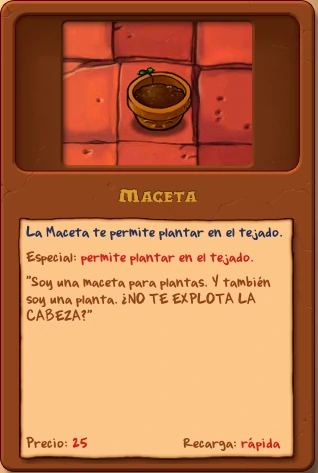 MACETA
La Maceta te permite plantar en el tejado.
Especial: permite plantar en el tejado.
"Soy una maceta para plantas. Y también
soy una planta. ¿NO TE EXPLOTA LA
CABEZA?"
Precio: 25 Recarga: rápida